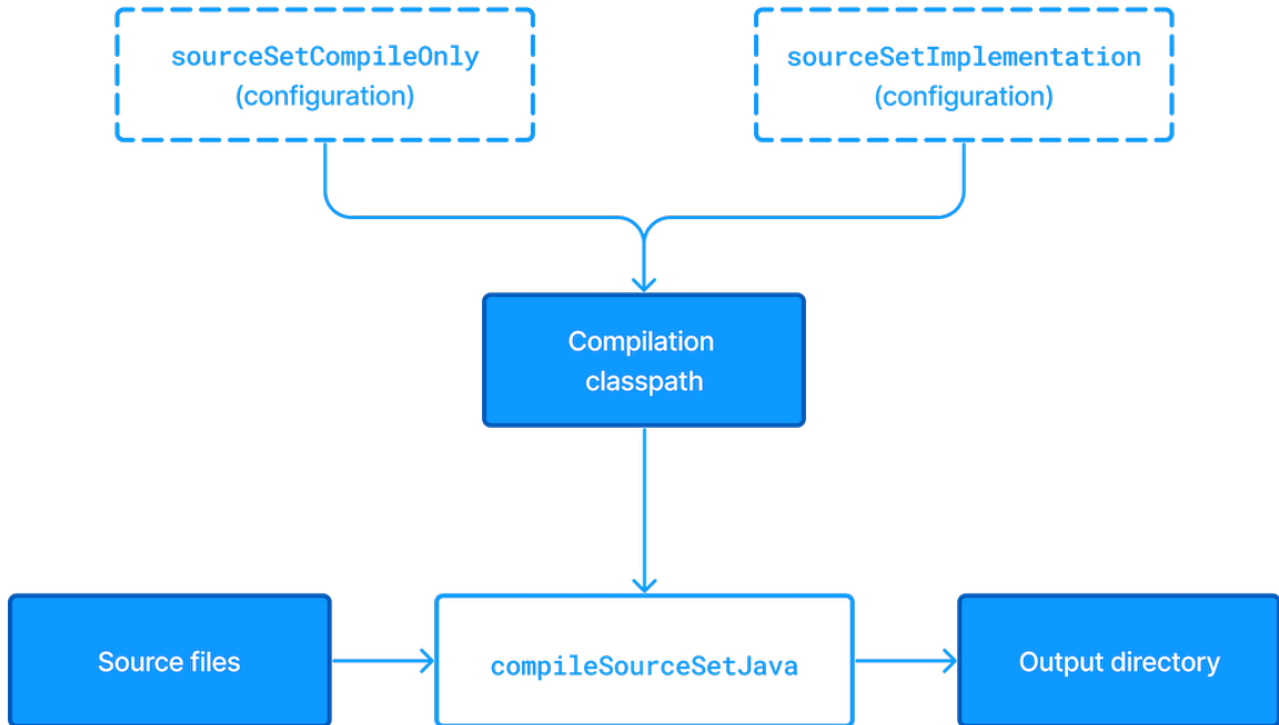 sourceSetCompileOnly
(configuration)
sourceSetImplementation
(configuration)
Compilation
classpath
Source files
compileSourceSetJava
Output directory